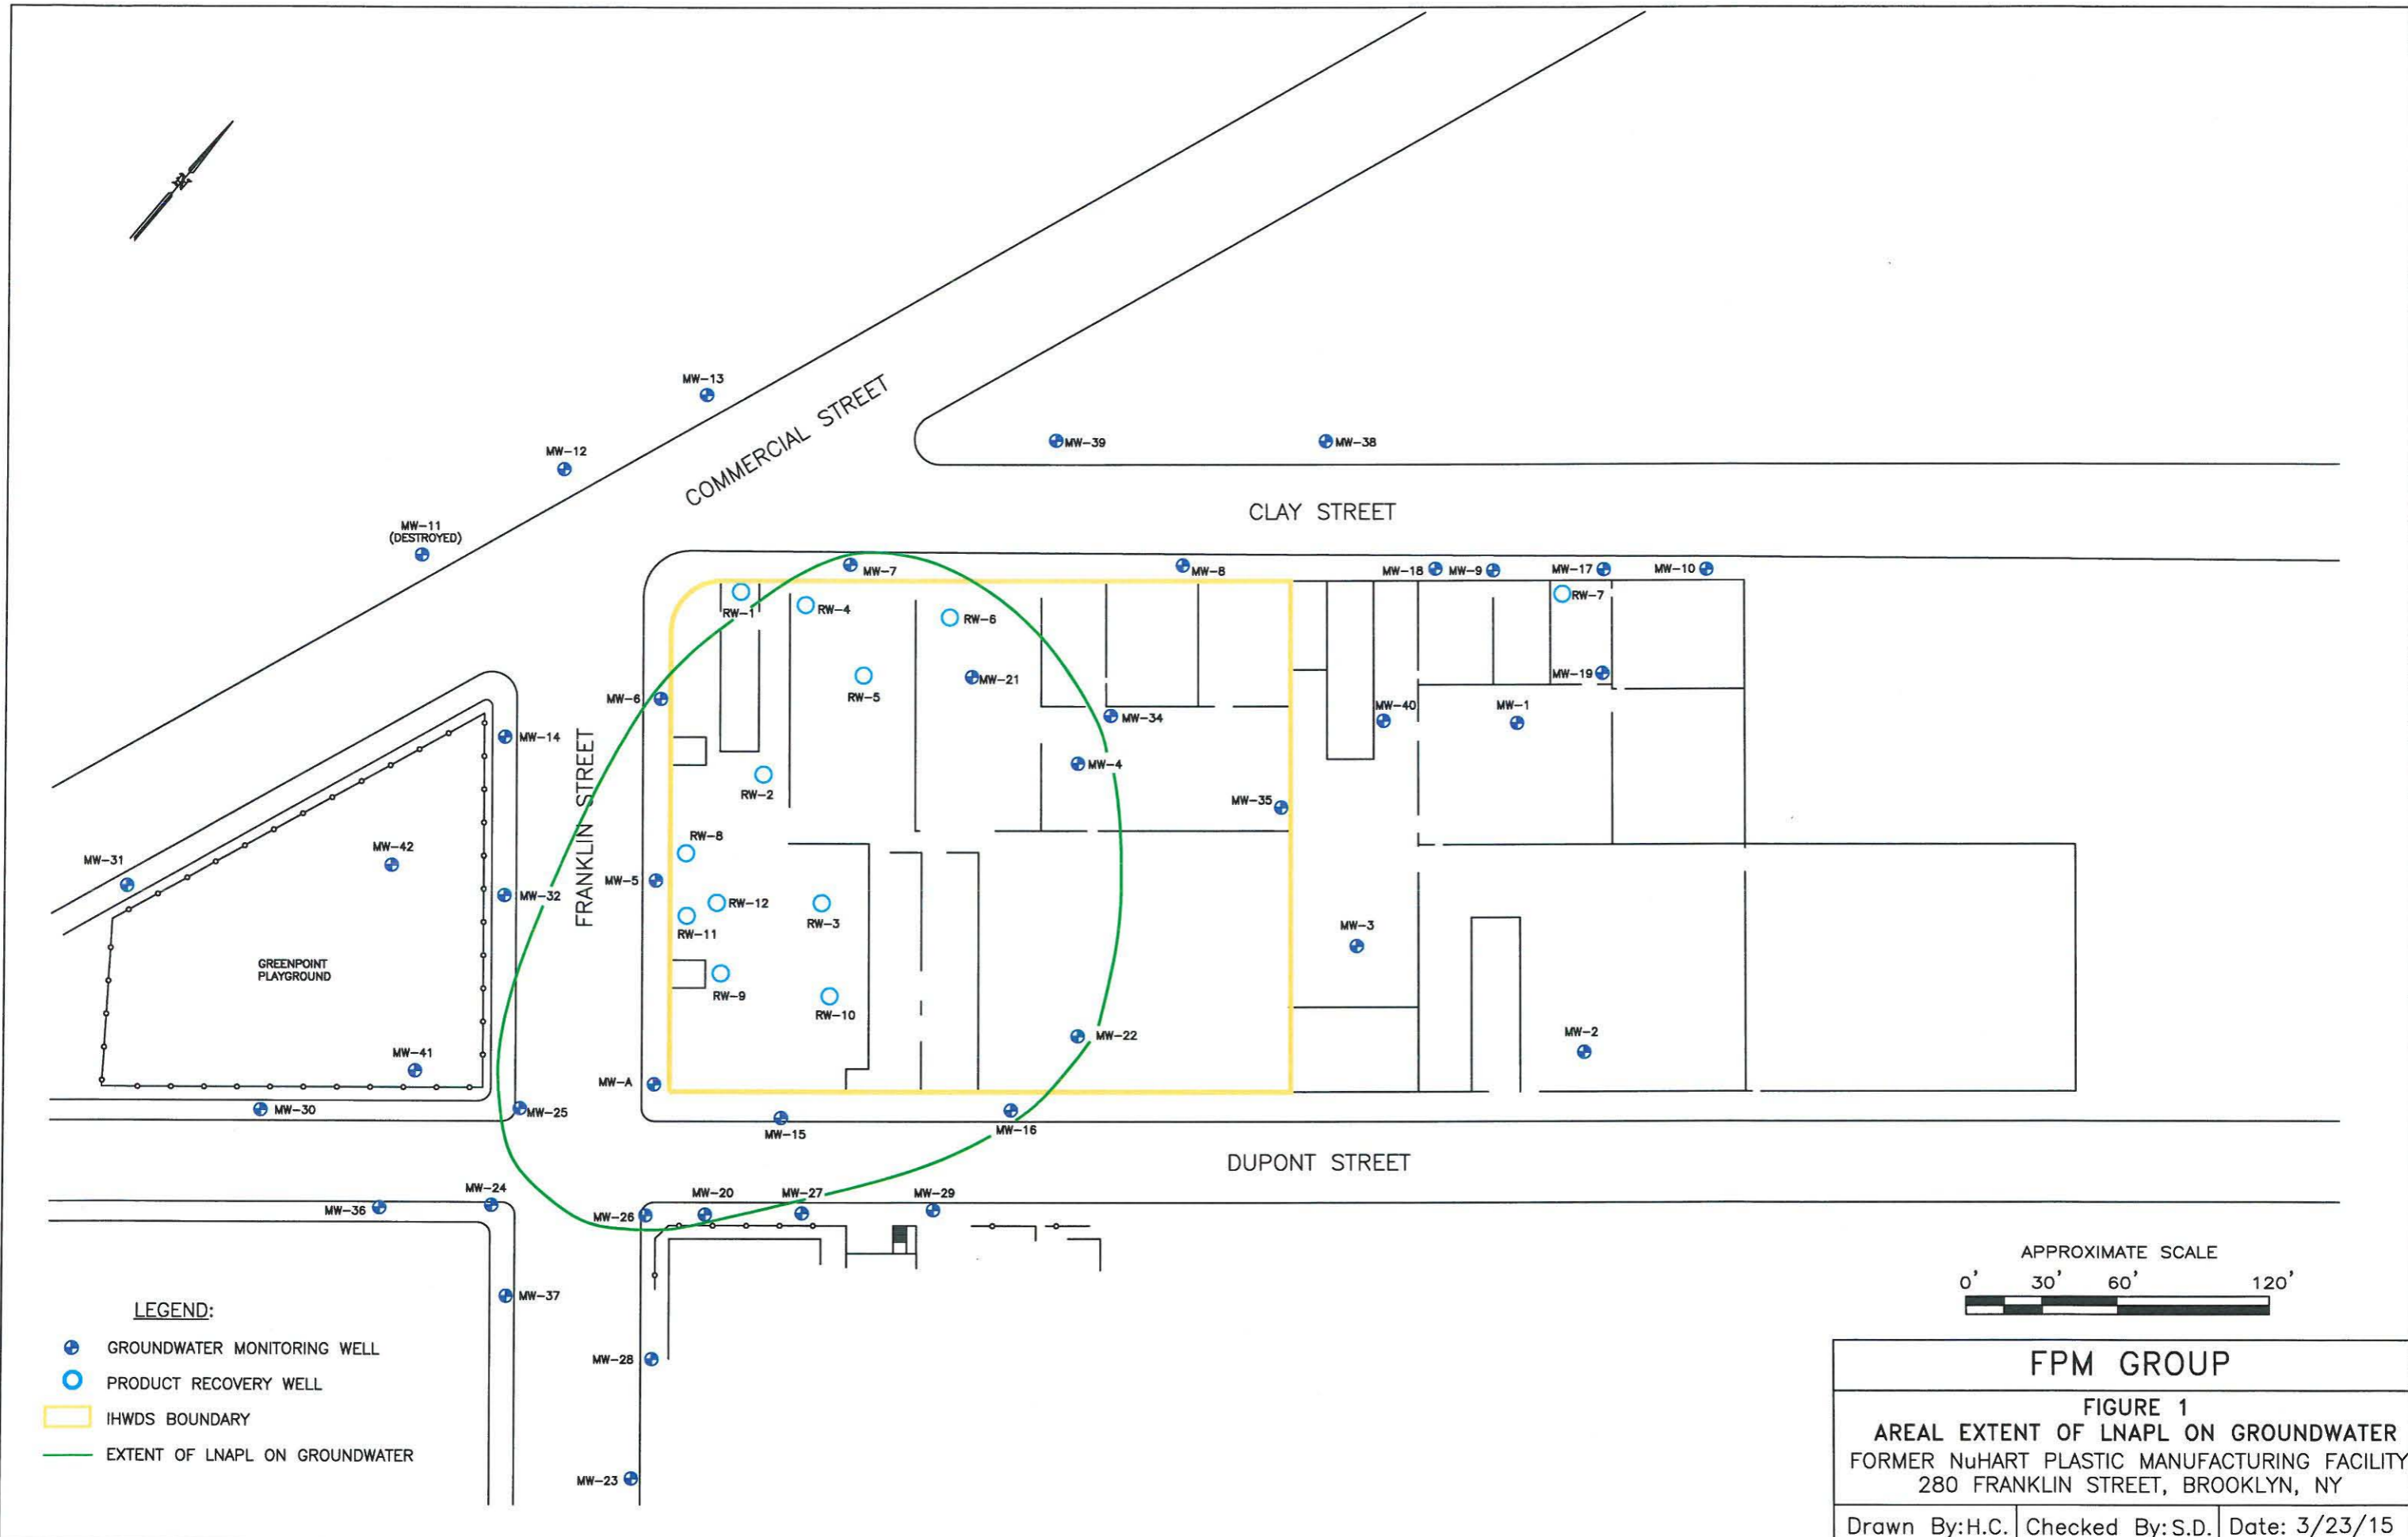 MW-13
MW-12
MW-11
(DESTROYED)
COMMERCIAL STREET
MW-39
MW-38
CLAY STREET
MW-7
MW-8
MW-18
MW-9
MW-17
MW-10
RW-1
RW-4
RW-6
RW-7
MW-6
RW-5
MW-21
MW-19
MW-34
MW-40
MW-1
MW-14
FRANKLIN STREET
MW-4
RW-2
MW-35
RW-8
MW-31
MW-42
MW-5
MW-32
RW-12
RW-3
RW-11
MW-3
GREENPOINT
PLAYGROUND
RW-9
RW-10
MW-22
MW-2
MW-41
MW-A
MW-30
MW-25
MW-15
MW-16
DUPONT STREET
MW-24
MW-20
MW-27
MW-29
MW-36
MW-26
MW-37
MW-28
MW-23
LEGEND:
GROUNDWATER MONITORING WELL
PRODUCT RECOVERY WELL
IHWDS BOUNDARY
EXTENT OF LNAPL ON GROUNDWATER
APPROXIMATE SCALE
0' 30' 60' 120'
FPM GROUP
FIGURE 1
AREAL EXTENT OF LNAPL ON GROUNDWATER
FORMER NuHART PLASTIC MANUFACTURING FACILITY
280 FRANKLIN STREET, BROOKLYN, NY
Drawn By:H.C. Checked By:S.D. Date: 3/23/15